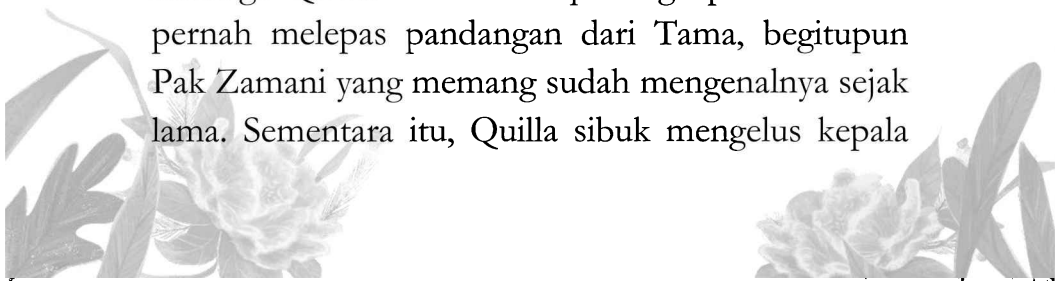 pernah melepas pandangan dari Tama, begitupun
Pak Zamani yang memang sudah mengenalnya sejak
lama. Sementara itu, Quilla sibuk mengelus kepala